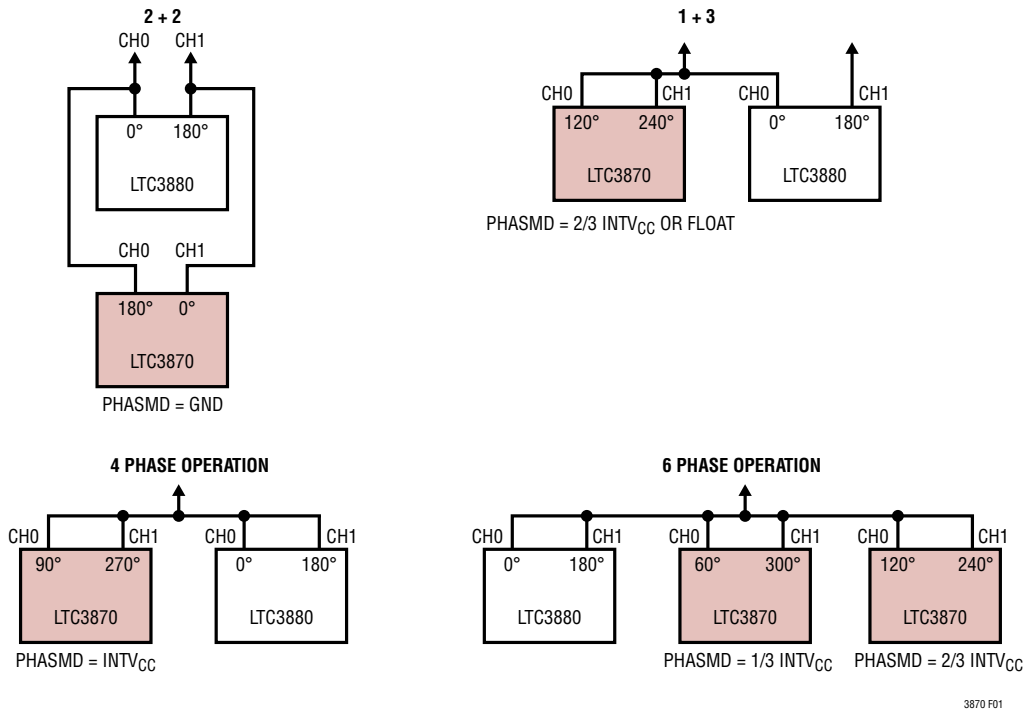 2 + 2
CH0 CH1
0° 180°
LTC3880
CH0 CH1
180° 0°
LTC3870
PHASMD = GND
1 + 3
CH0 CH1 CH0 CH1
120° 240° 0° 180°
LTC3870 LTC3880
PHASMD = 2/3 INTVCC OR FLOAT
4 PHASE OPERATION
CH0 CH1 CH0 CH1
90° 270° 0° 180°
LTC3870 LTC3880
PHASMD = INTVCC
6 PHASE OPERATION
CH0 CH1 CH0 CH1 CH0 CH1
0° 180° 60° 300° 120° 240°
LTC3880 LTC3870 LTC3870
PHASMD = 1/3 INTVCC PHASMD = 2/3 INTVCC
3870 F01